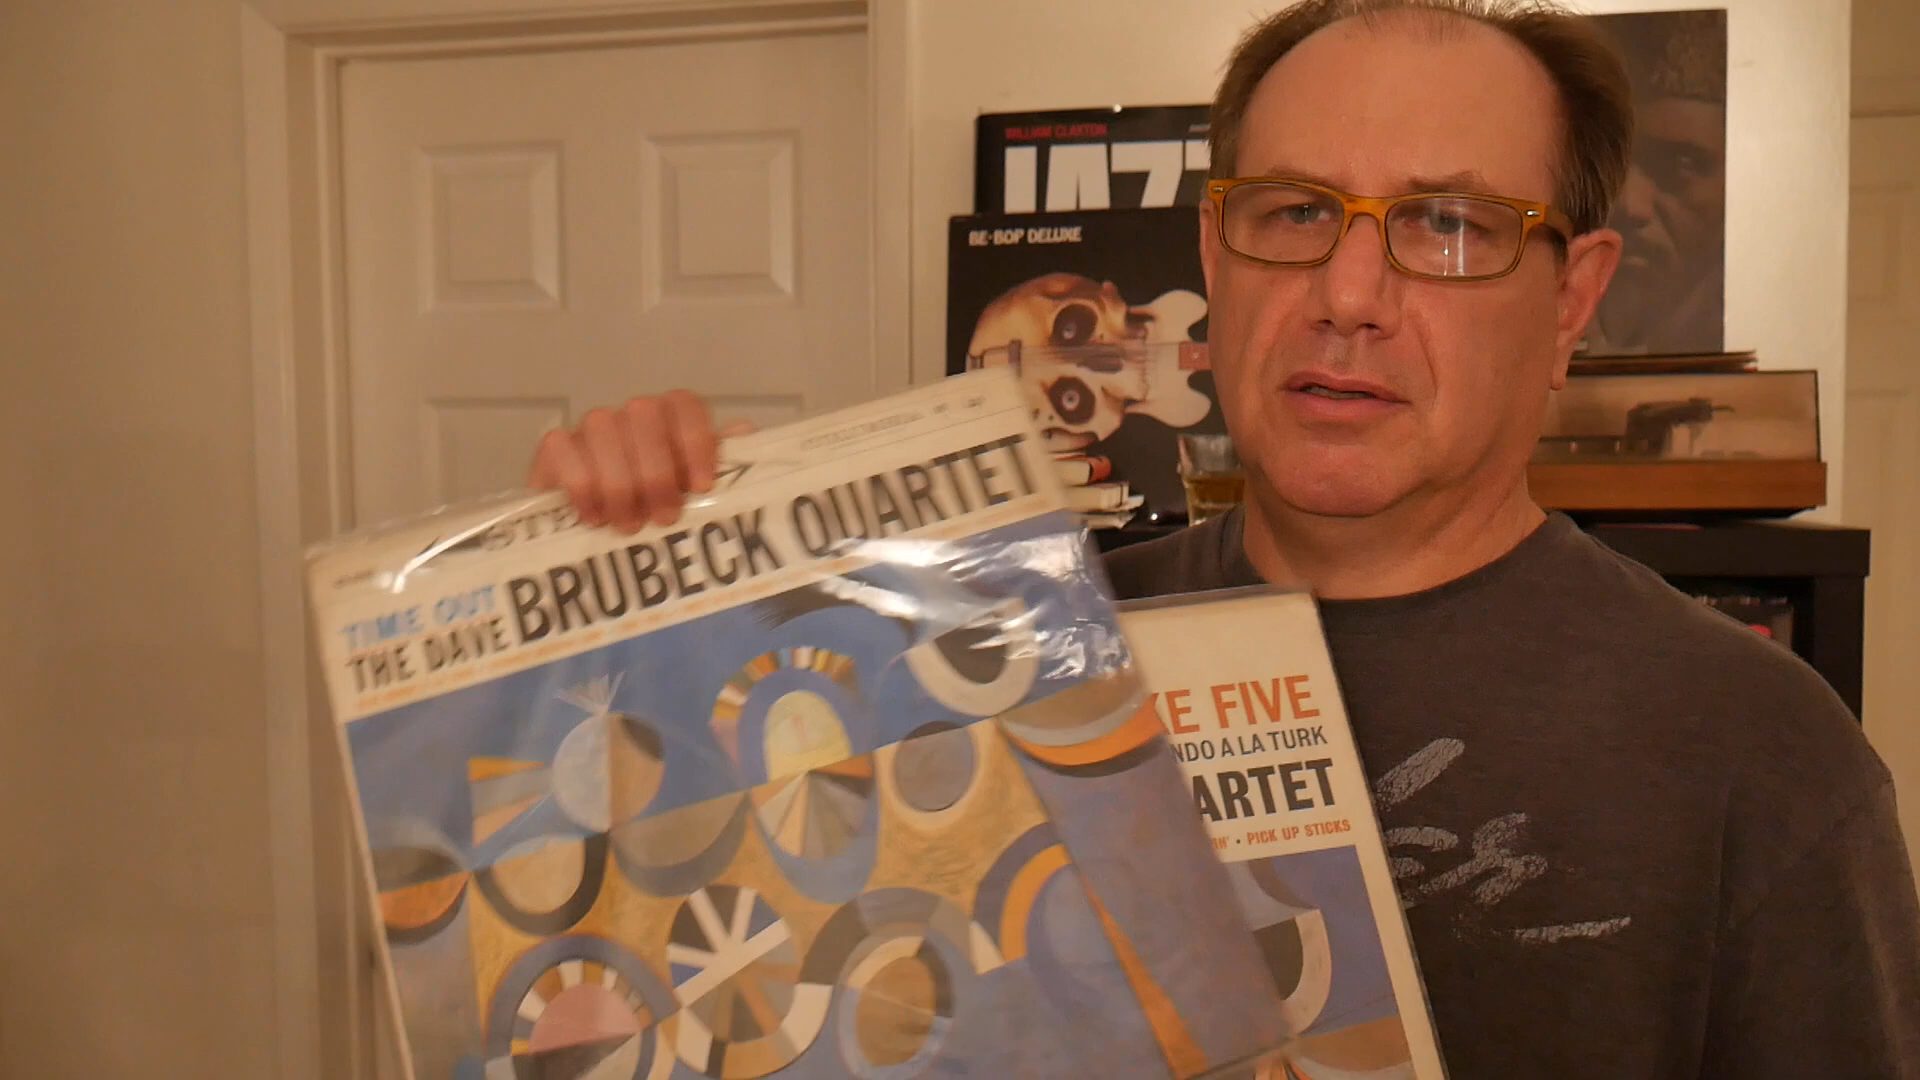 WILLIAM CLAXTON
JAZZ
BE·BOP DELUXE
TIME OUT
THE DAVE BRUBECK QUARTET
KE FIVE
NDO A LA TURK
ARTET
AH' • PICK UP STICKS